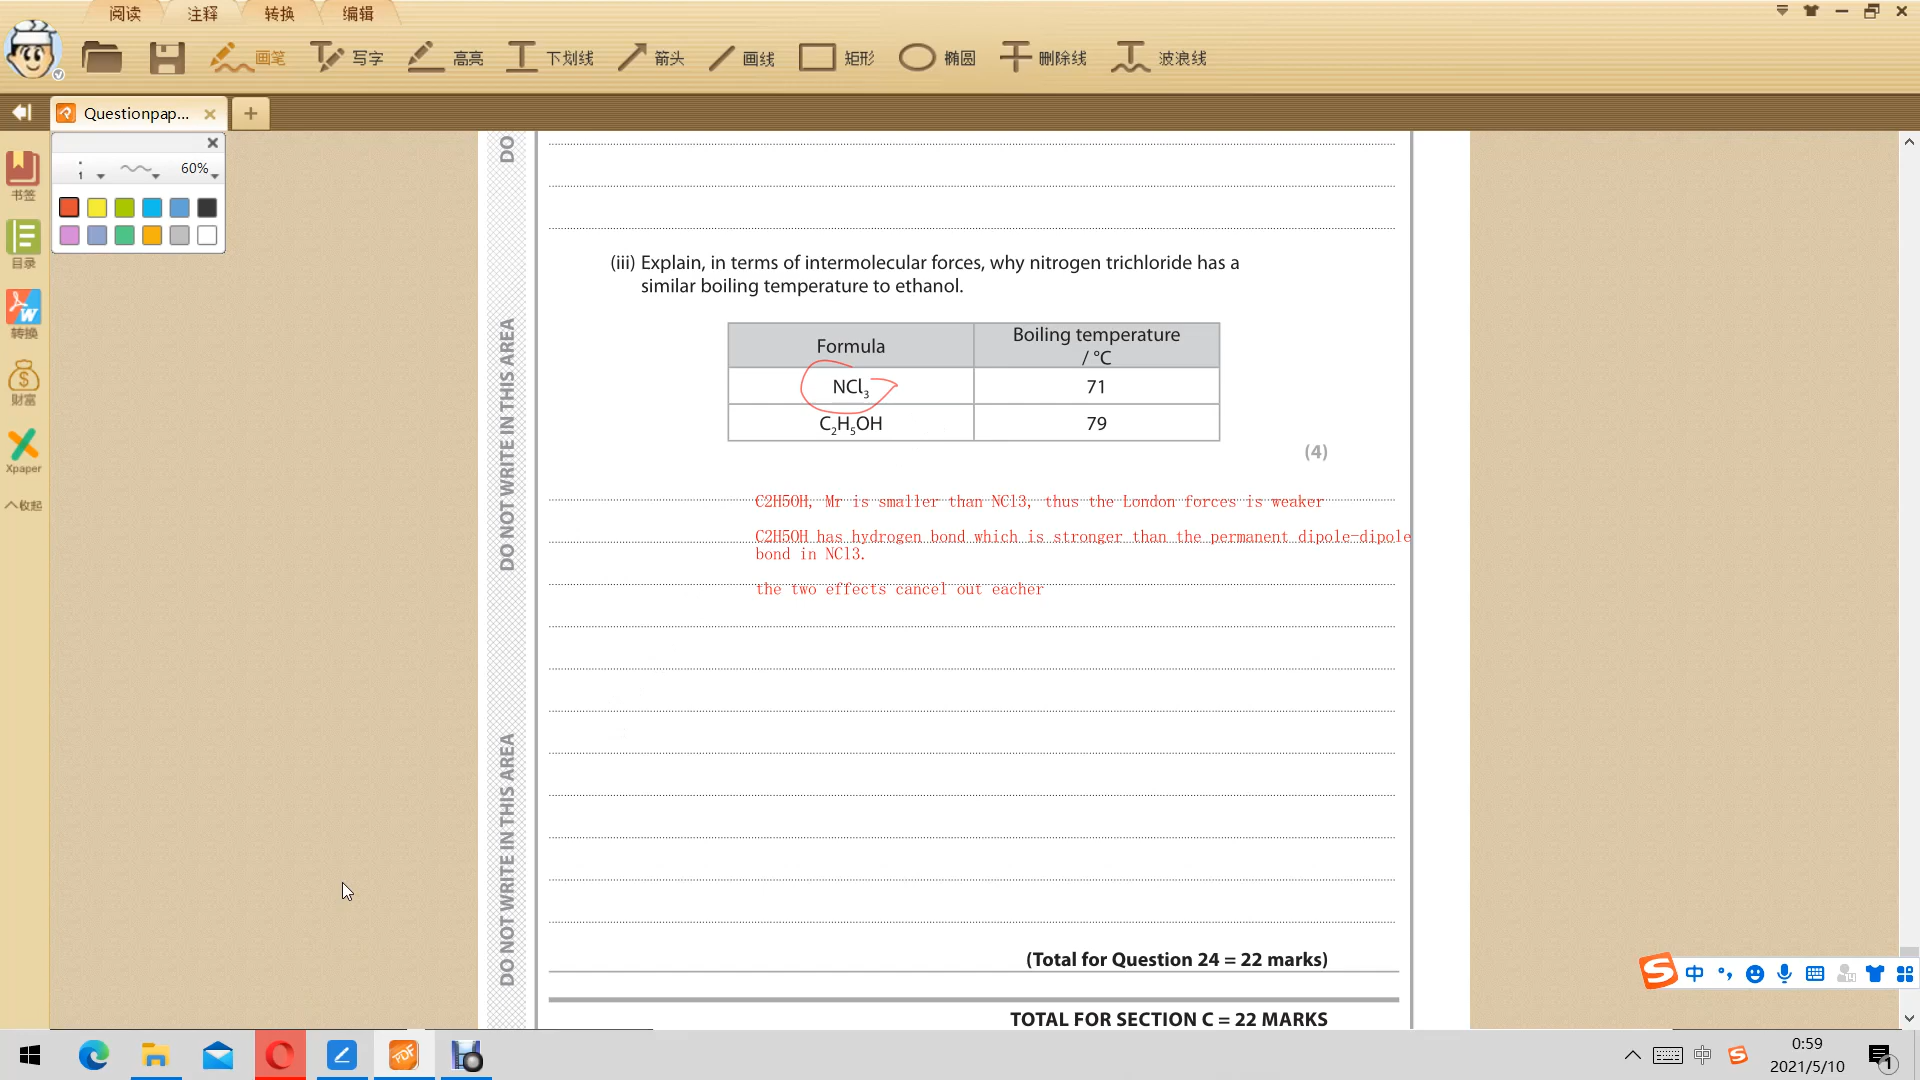 阅读 注释 转换 编辑
画笔 写字 高亮 下划线 箭头 画线 矩形 椭圆 删除线 波浪线
Questionpap...
1 60%
书签
目录
转换
财富
Xpaper
收起
DO
DO NOT WRITE IN THIS AREA
DO NOT WRITE IN THIS AREA
(iii) Explain, in terms of intermolecular forces, why nitrogen trichloride has a
similar boiling temperature to ethanol.
Formula Boiling temperature
/ °C
NCl3 71
C2H5OH 79
(4)
C2H5OH, Mr is smaller than NCl3, thus the London forces is weaker
C2H5OH has hydrogen bond which is stronger than the permanent dipole-dipole
bond in NCl3.
the two effects cancel out eacher
(Total for Question 24 = 22 marks)
TOTAL FOR SECTION C = 22 MARKS
中
PDF
中
0:59
2021/5/10
1